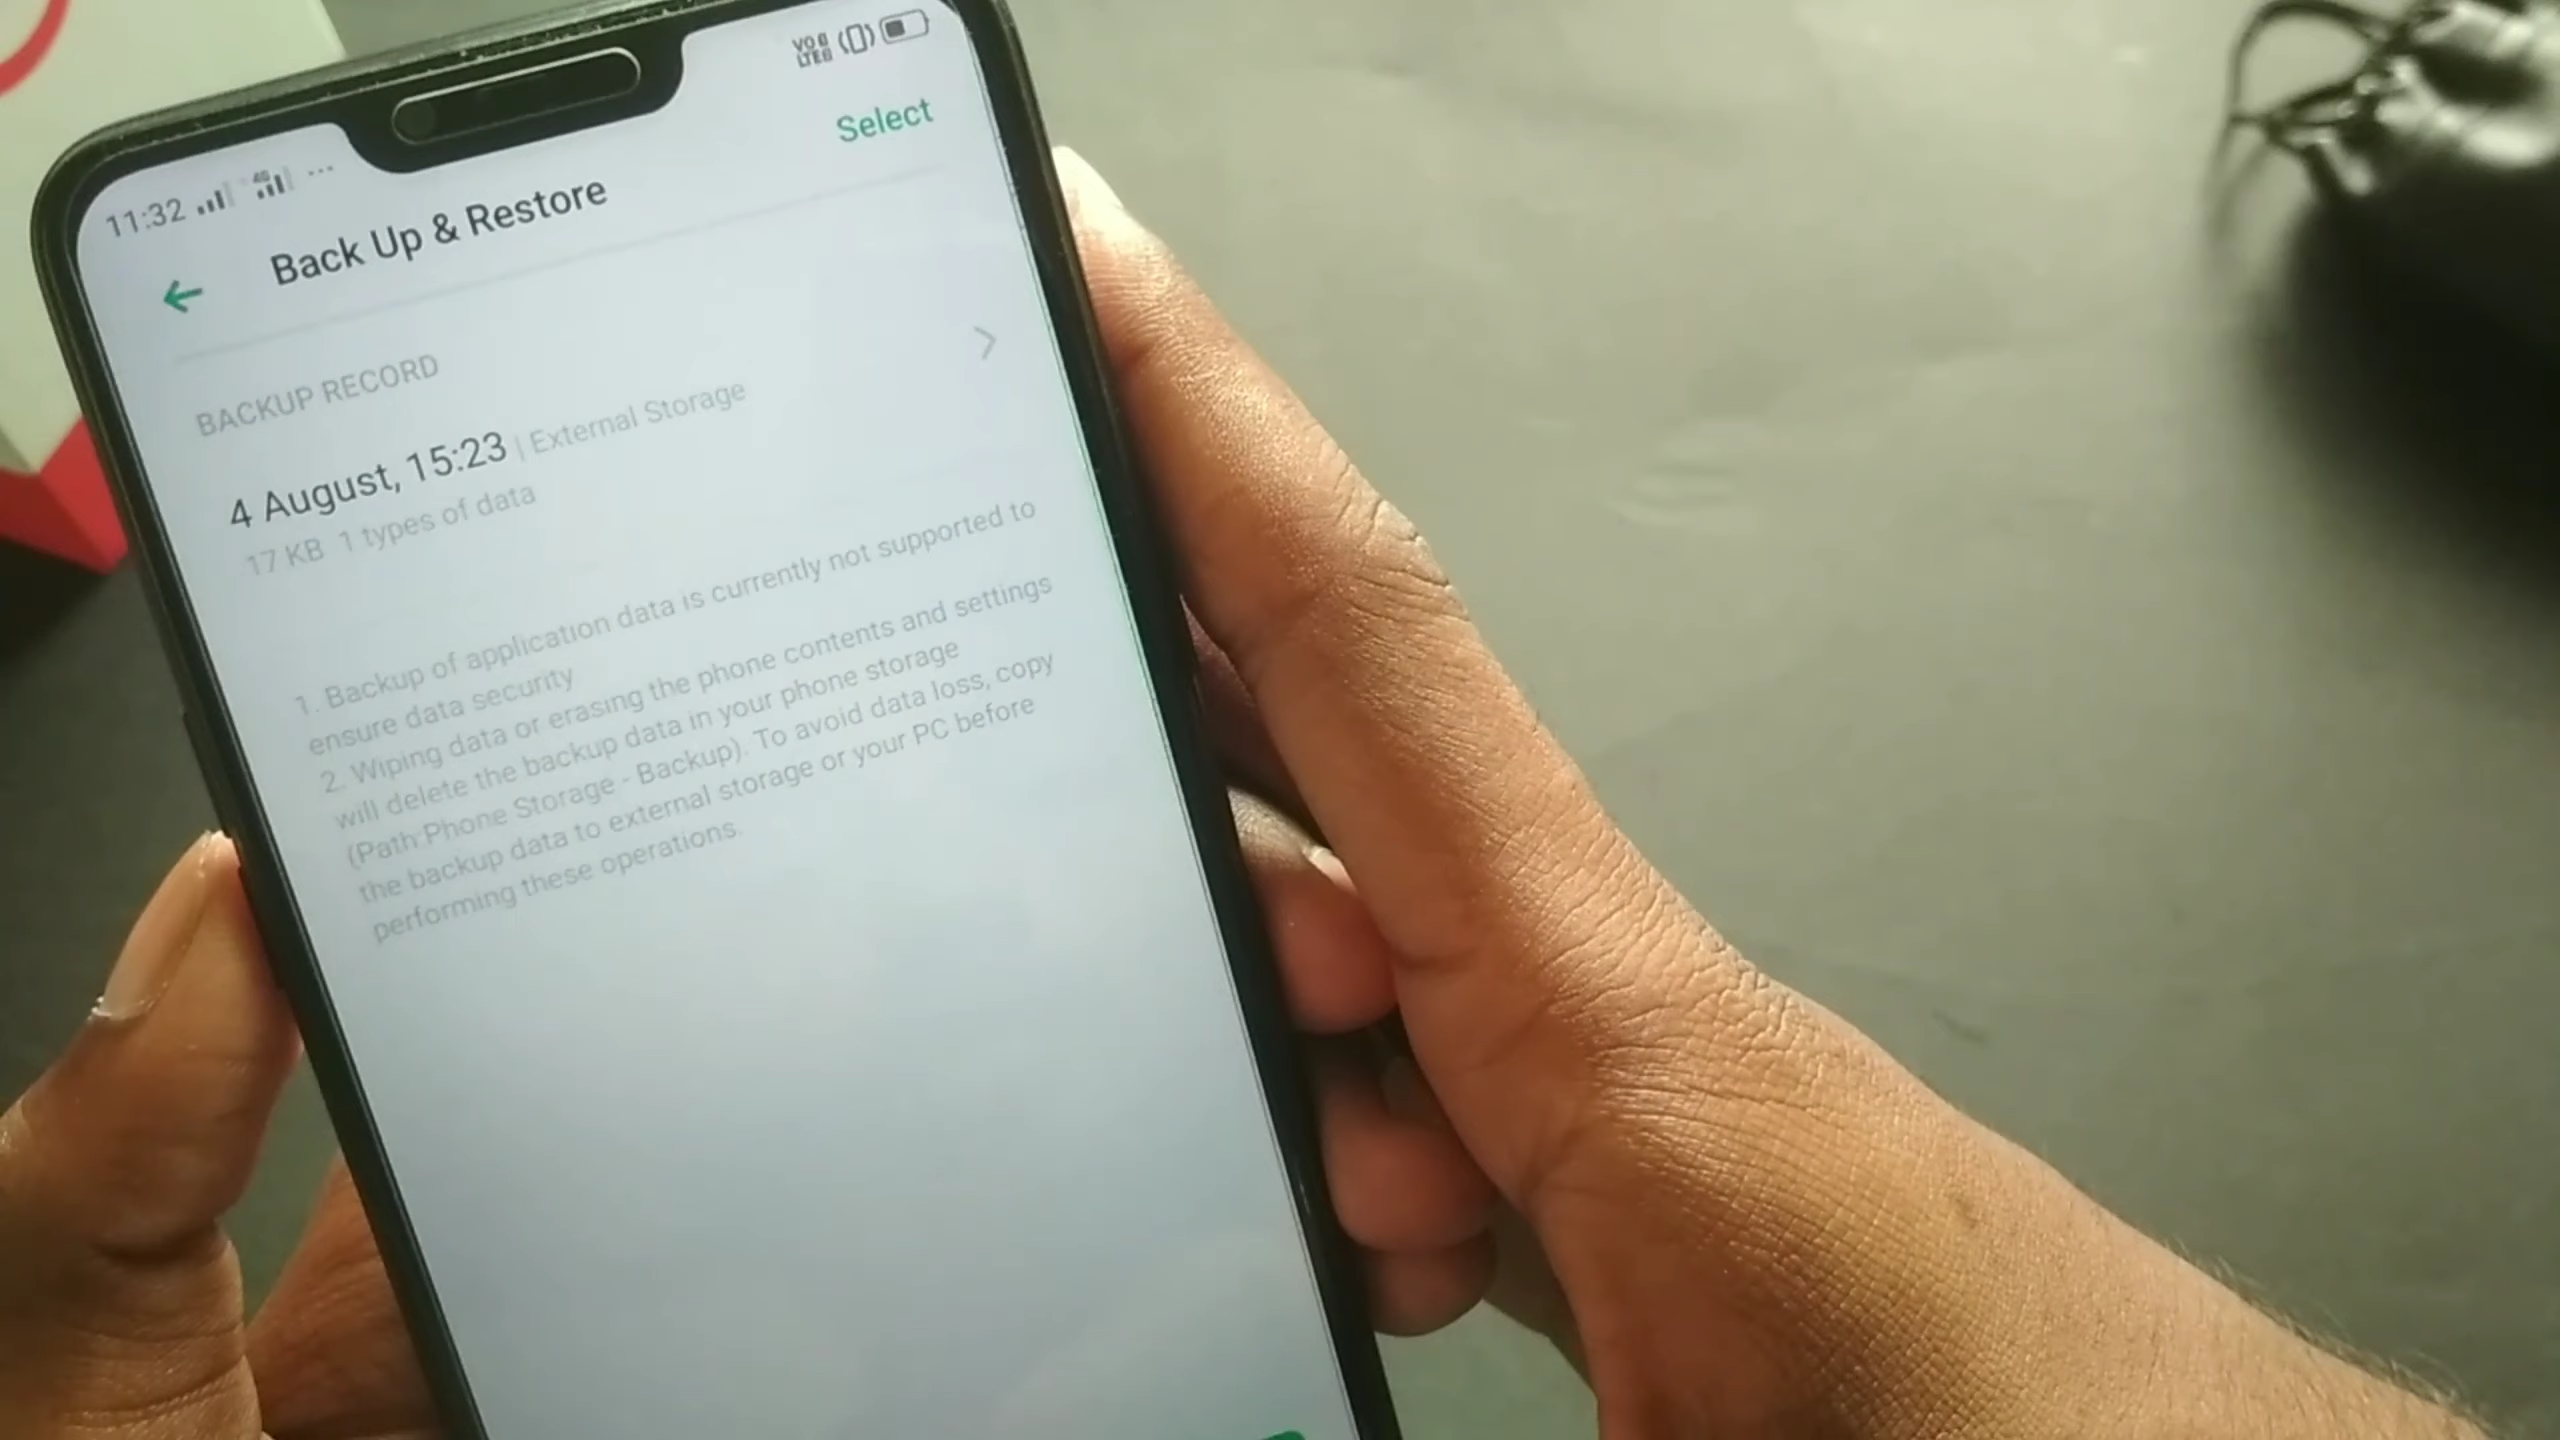 11:32 4G ... VO LTE
Select
Back Up & Restore
BACKUP RECORD
4 August, 15:23 | External Storage
17 KB 1 types of data
1. Backup of application data is currently not supported to
ensure data security
2. Wiping data or erasing the phone contents and settings
will delete the backup data in your phone storage
(Path:Phone Storage - Backup). To avoid data loss, copy
the backup data to external storage or your PC before
performing these operations.